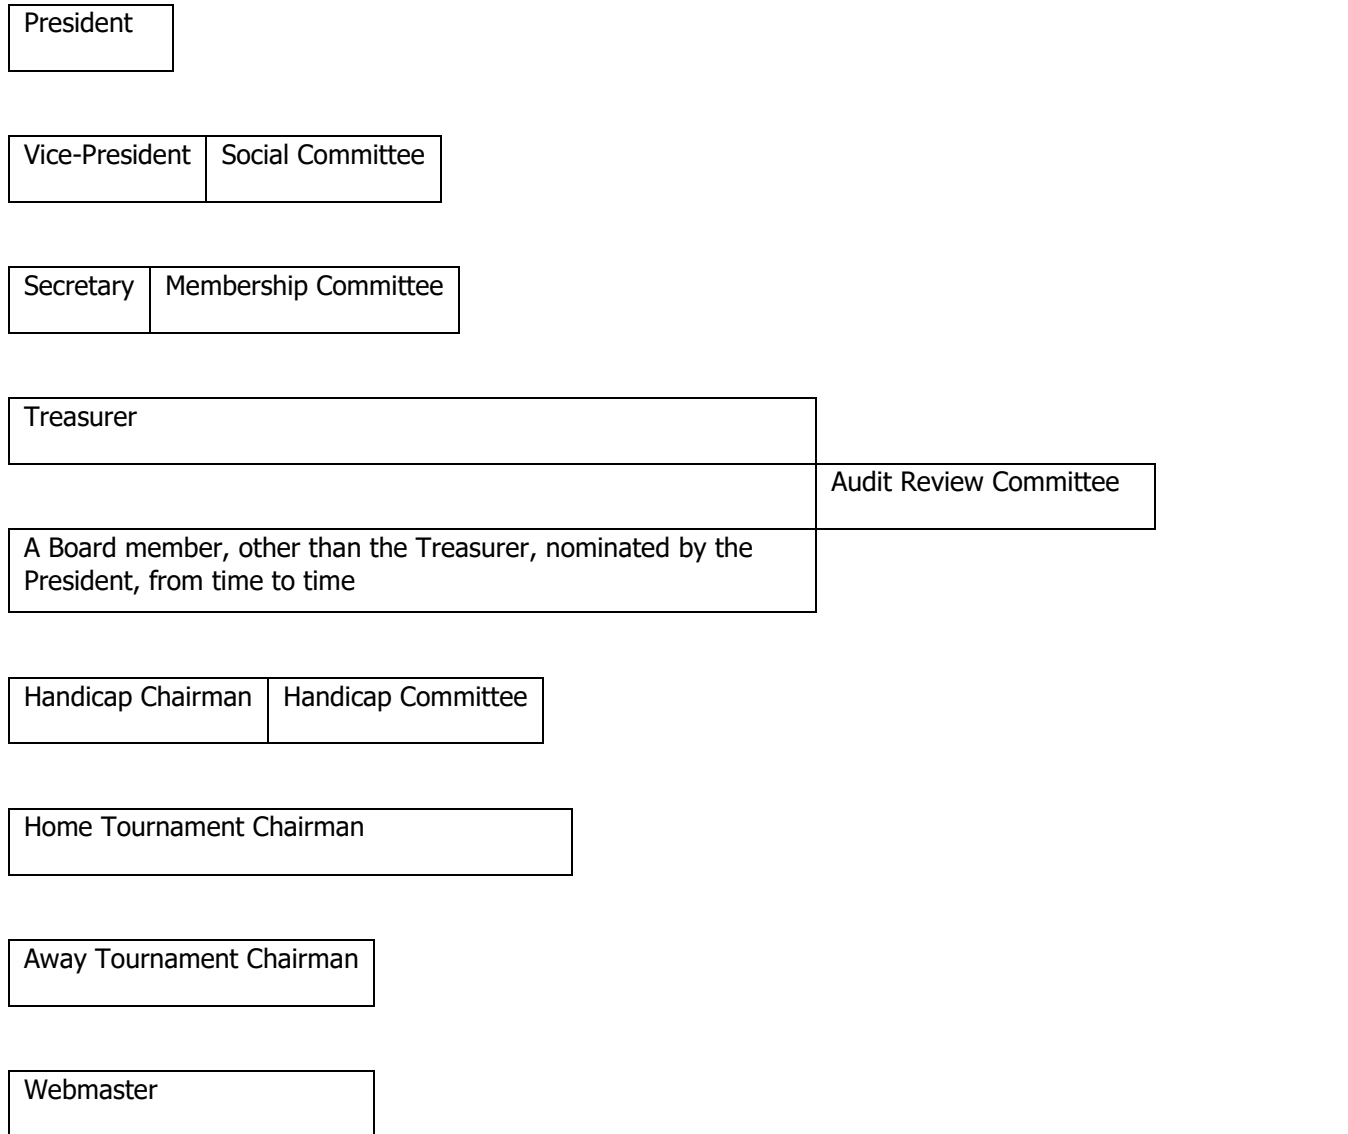 President
Vice-President Social Committee
Secretary Membership Committee
Treasurer
Audit Review Committee
A Board member, other than the Treasurer, nominated by the
President, from time to time
Handicap Chairman Handicap Committee
Home Tournament Chairman
Away Tournament Chairman
Webmaster